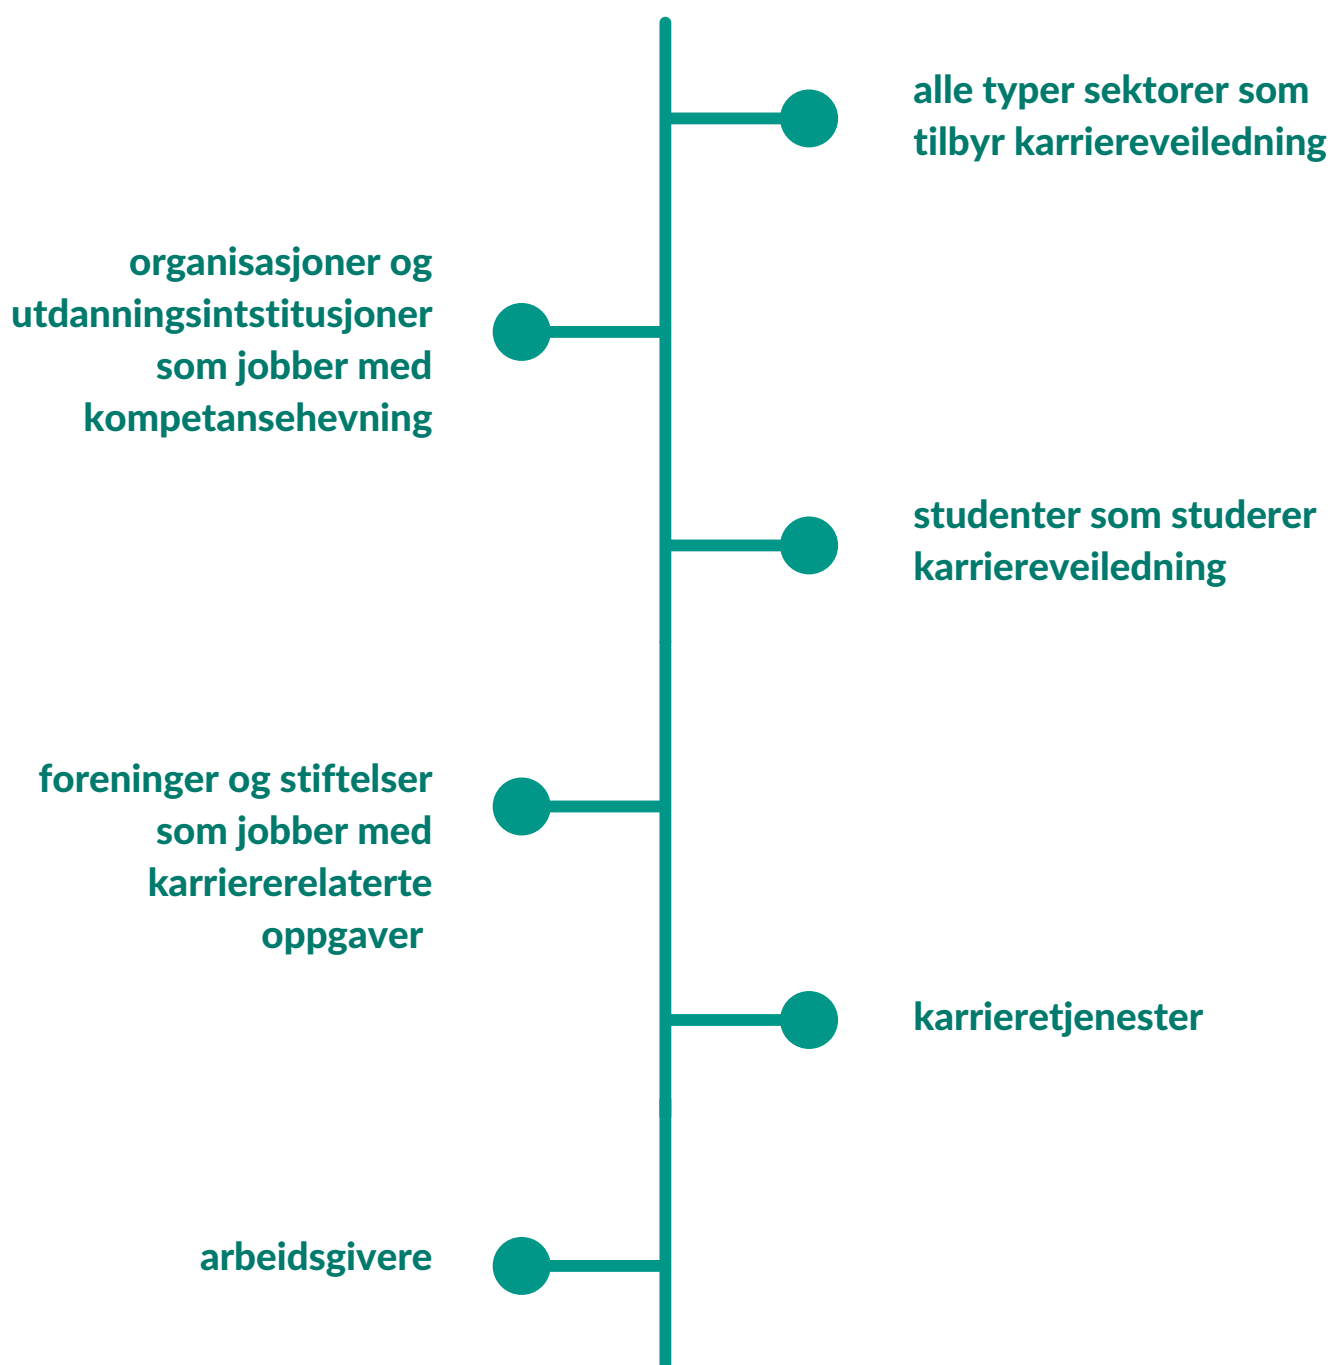 alle typer sektorer som
tilbyr karriereveiledning
organisasjoner og
utdanningsintstitusjoner
som jobber med
kompetansehevning
studenter som studerer
karriereveiledning
foreninger og stiftelser
som jobber med
karriererelaterte
oppgaver
karrieretjenester
arbeidsgivere